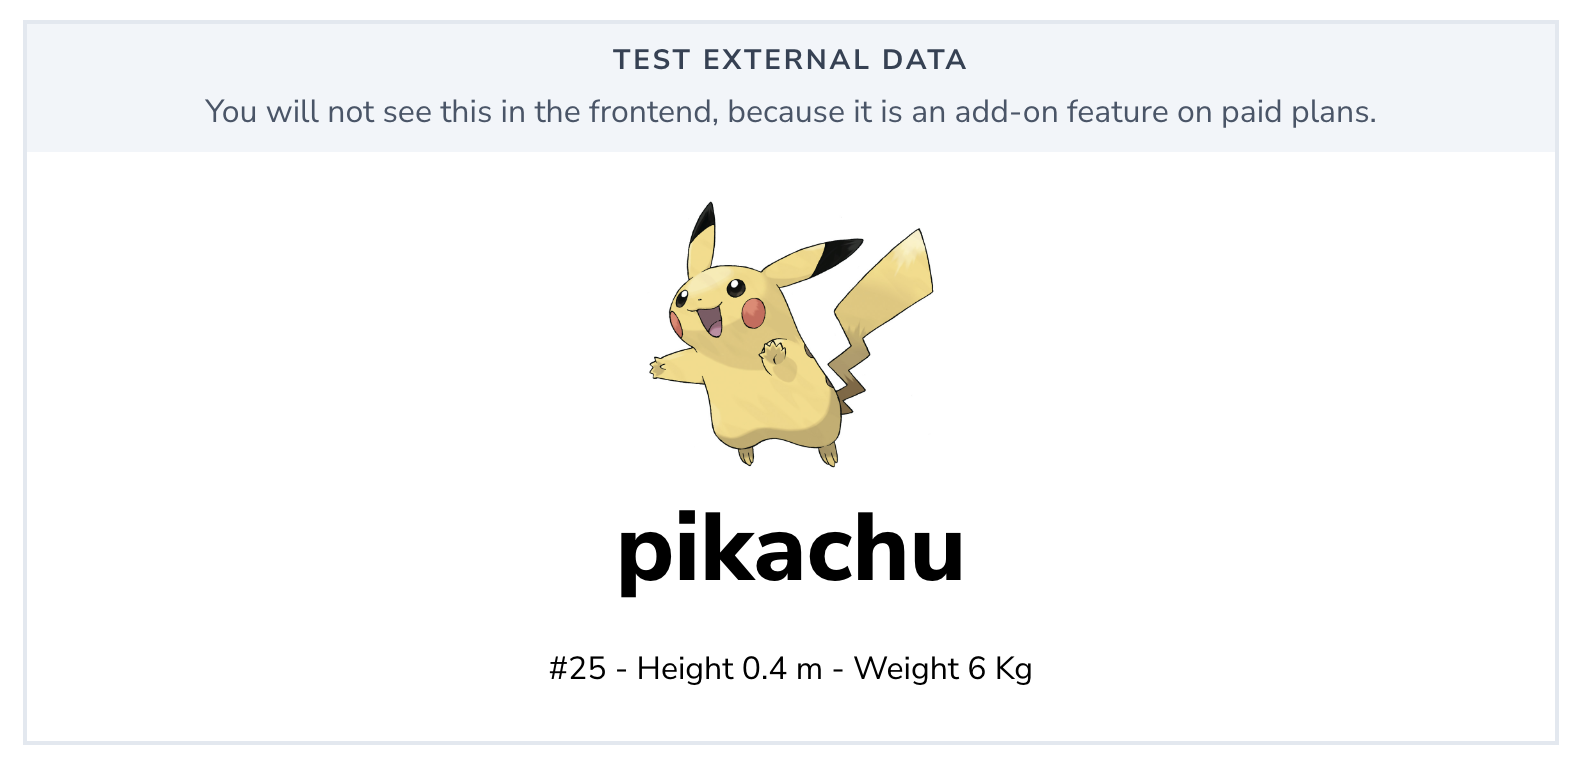 TEST EXTERNAL DATA
You will not see this in the frontend, because it is an add-on feature on paid plans.
pikachu
#25 - Height 0.4 m - Weight 6 Kg